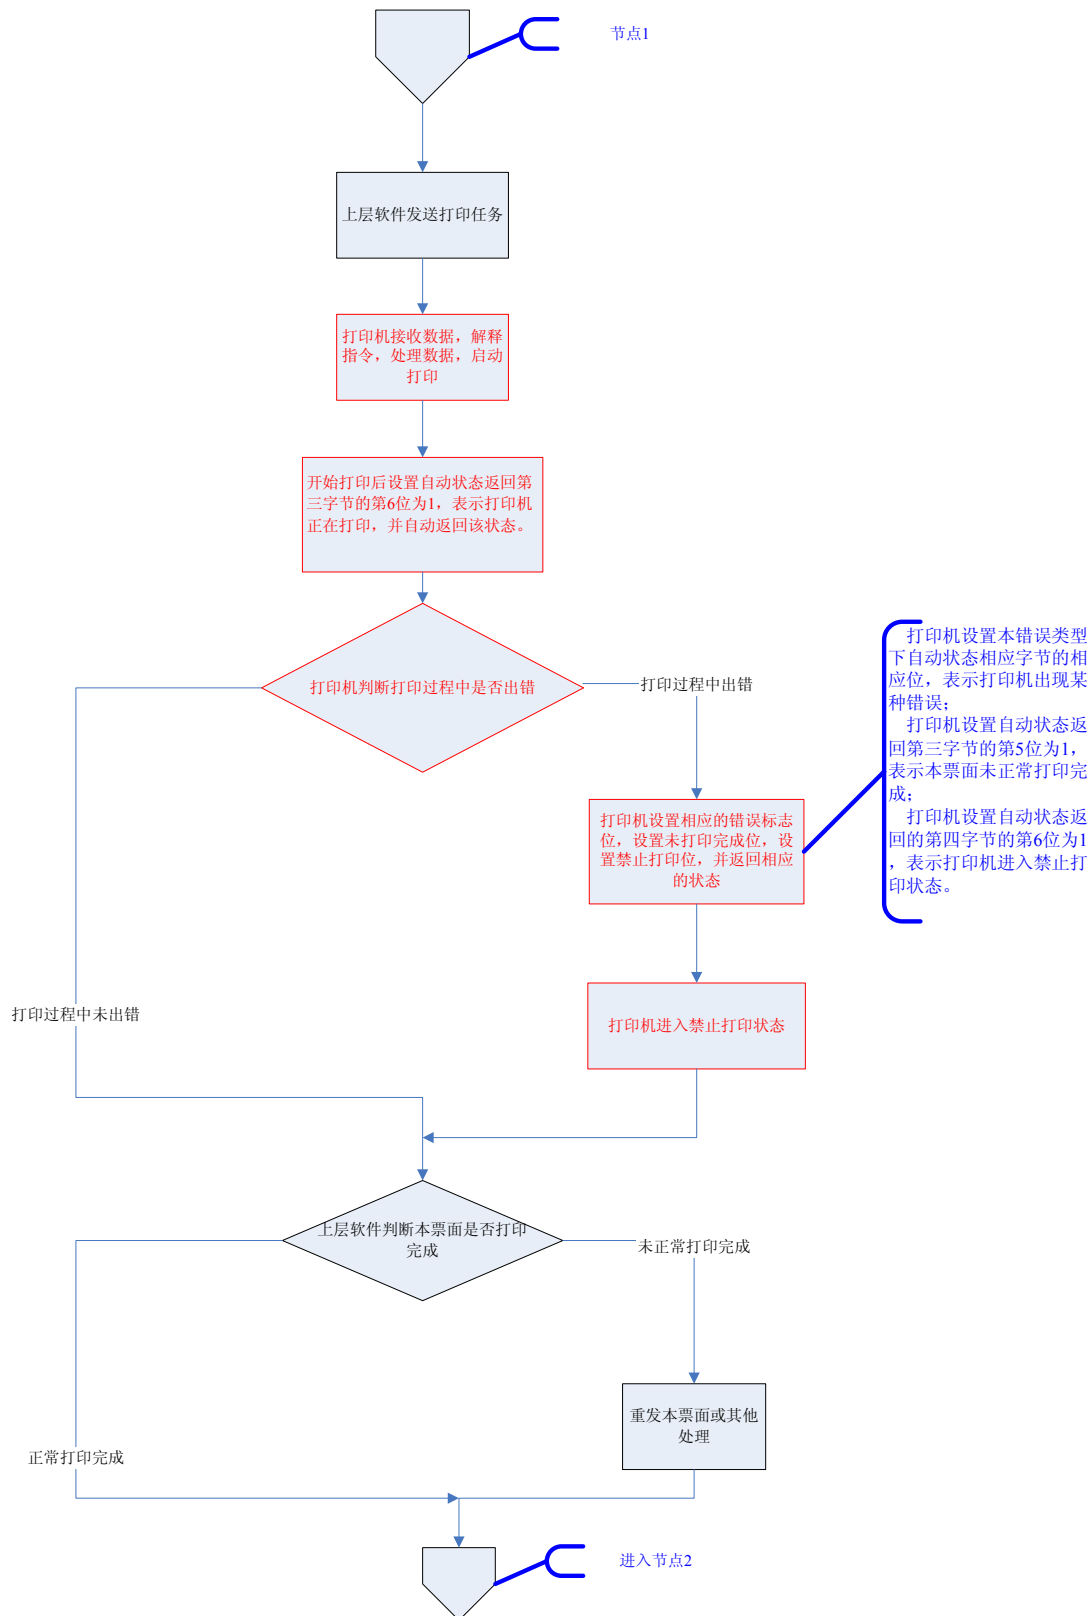 节点1
上层软件发送打印任务
打印机接收数据，解释
指令，处理数据，启动
打印
开始打印后设置自动状态返回第
三字节的第6位为1，表示打印机
正在打印，并自动返回该状态。
打印机判断打印过程中是否出错
打印过程中出错
打印机设置本错误类型
下自动状态相应字节的相
应位，表示打印机出现某
种错误；
打印机设置自动状态返
回第三字节的第5位为1，
表示本票面未正常打印完
成；
打印机设置自动状态返
回的第四字节的第6位为1
，表示打印机进入禁止打
印状态。
打印机设置相应的错误标志
位，设置未打印完成位，设
置禁止打印位，并返回相应
的状态
打印过程中未出错
打印机进入禁止打印状态
上层软件判断本票面是否打印
完成
未正常打印完成
重发本票面或其他
处理
正常打印完成
进入节点2